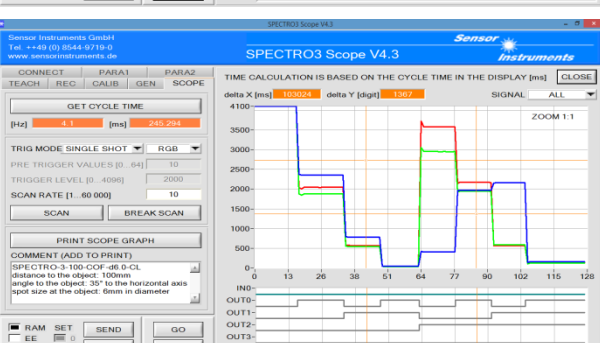 SPECTRO3 Scope V4.3
Sensor Instruments GmbH
Tel. ++49 (0) 8544-9719-0
www.sensorinstruments.de
SPECTRO3 Scope V4.3
Sensor
Instruments
CONNECT PARA1 PARA2
TEACH REC CALIB GEN SCOPE
GET CYCLE TIME
[Hz] 4.1 [ms] 245.294
TRIG MODE SINGLE SHOT RGB
PRE TRIGGER VALUES [0.. 64] 10
TRIGGER LEVEL [0...4096] 2000
SCAN RATE [1...60 000] 10
SCAN BREAK SCAN
PRINT SCOPE GRAPH
COMMENT (ADD TO PRINT)
SPECTRO-3-100-COF-d6.0-CL
distance to the object: 100mm
angle to the object: 35° to the horizontal axis
spot size at the object: 6mm in diameter
RAM SET SEND GO
EE 0
TIME CALCULATION IS BASED ON THE CYCLE TIME IN THE DISPLAY [ms] CLOSE
delta X [ms] 103024 delta Y [digit] 1367 SIGNAL ALL
ZOOM 1:1
4100
3500
3000
2500
2000
1500
1000
500
0
0 13 26 38 51 64 77 90 102 115 128
IN0
OUT0
OUT1
OUT2
OUT3